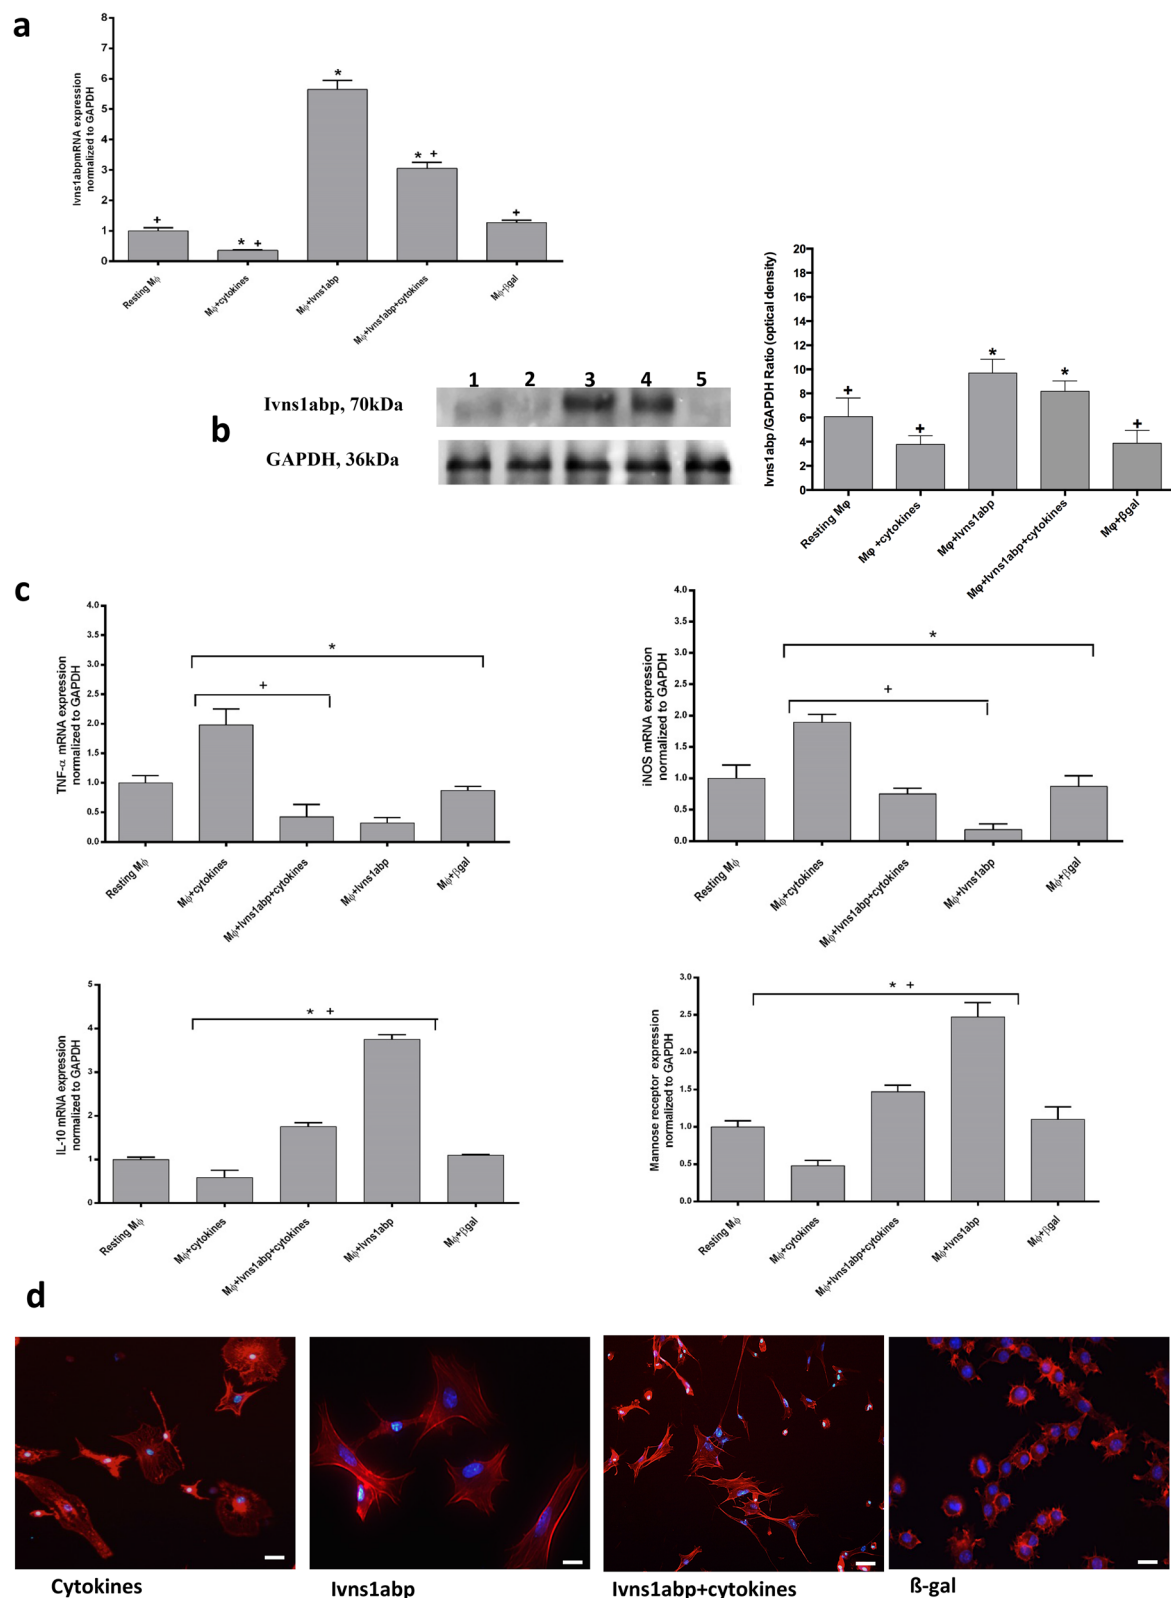 a
Ivns1abpmRNA expression
normalized to GAPDH
8
7
6
5
4
3
2
1
0
+
* +
*
* +
+
Resting Mϕ
Mϕ+cytokines
Mϕ+Ivns1abp
Mϕ+Ivns1abp+cytokines
Mϕ-βgal
b
1 2 3 4 5
Ivns1abp, 70kDa
GAPDH, 36kDa
Ivns1abp /GAPDH Ratio (optical density)
20
18
16
14
12
10
8
6
4
2
0
+
+
*
*
+
Resting Mφ
Mφ +cytokines
Mφ+Ivns1abp
Mφ+Ivns1abp+cytokines
Mφ+βgal
c
TNF-α mRNA expression
normalized to GAPDH
4.0
3.5
3.0
2.5
2.0
1.5
1.0
0.5
0.0
*
+
Resting Mϕ
Mϕ+cytokines
Mϕ+Ivns1abp+cytokines
Mϕ+Ivns1abp
Mϕ+βgal
iNOS mRNA expression
normalized to GAPDH
4.0
3.5
3.0
2.5
2.0
1.5
1.0
0.5
0.0
*
+
Resting Mϕ
Mϕ+cytokines
Mϕ+Ivns1abp+cytokines
Mϕ+Ivns1abp
Mϕ+βgal
IL-10 mRNA expression
normalized to GAPDH
5
4
3
2
1
0
* +
Resting Mϕ
Mϕ+cytokines
Mϕ+Ivns1abp+cytokines
Mϕ+Ivns1abp
Mϕ+βgal
Mannose receptor expression
normalized to GAPDH
3.0
2.5
2.0
1.5
1.0
0.5
0.0
* +
Resting Mϕ
Mϕ+cytokines
Mϕ+Ivns1abp+cytokines
Mϕ+Ivns1abp
Mϕ+βgal
d
Cytokines
Ivns1abp
Ivns1abp+cytokines
ß-gal